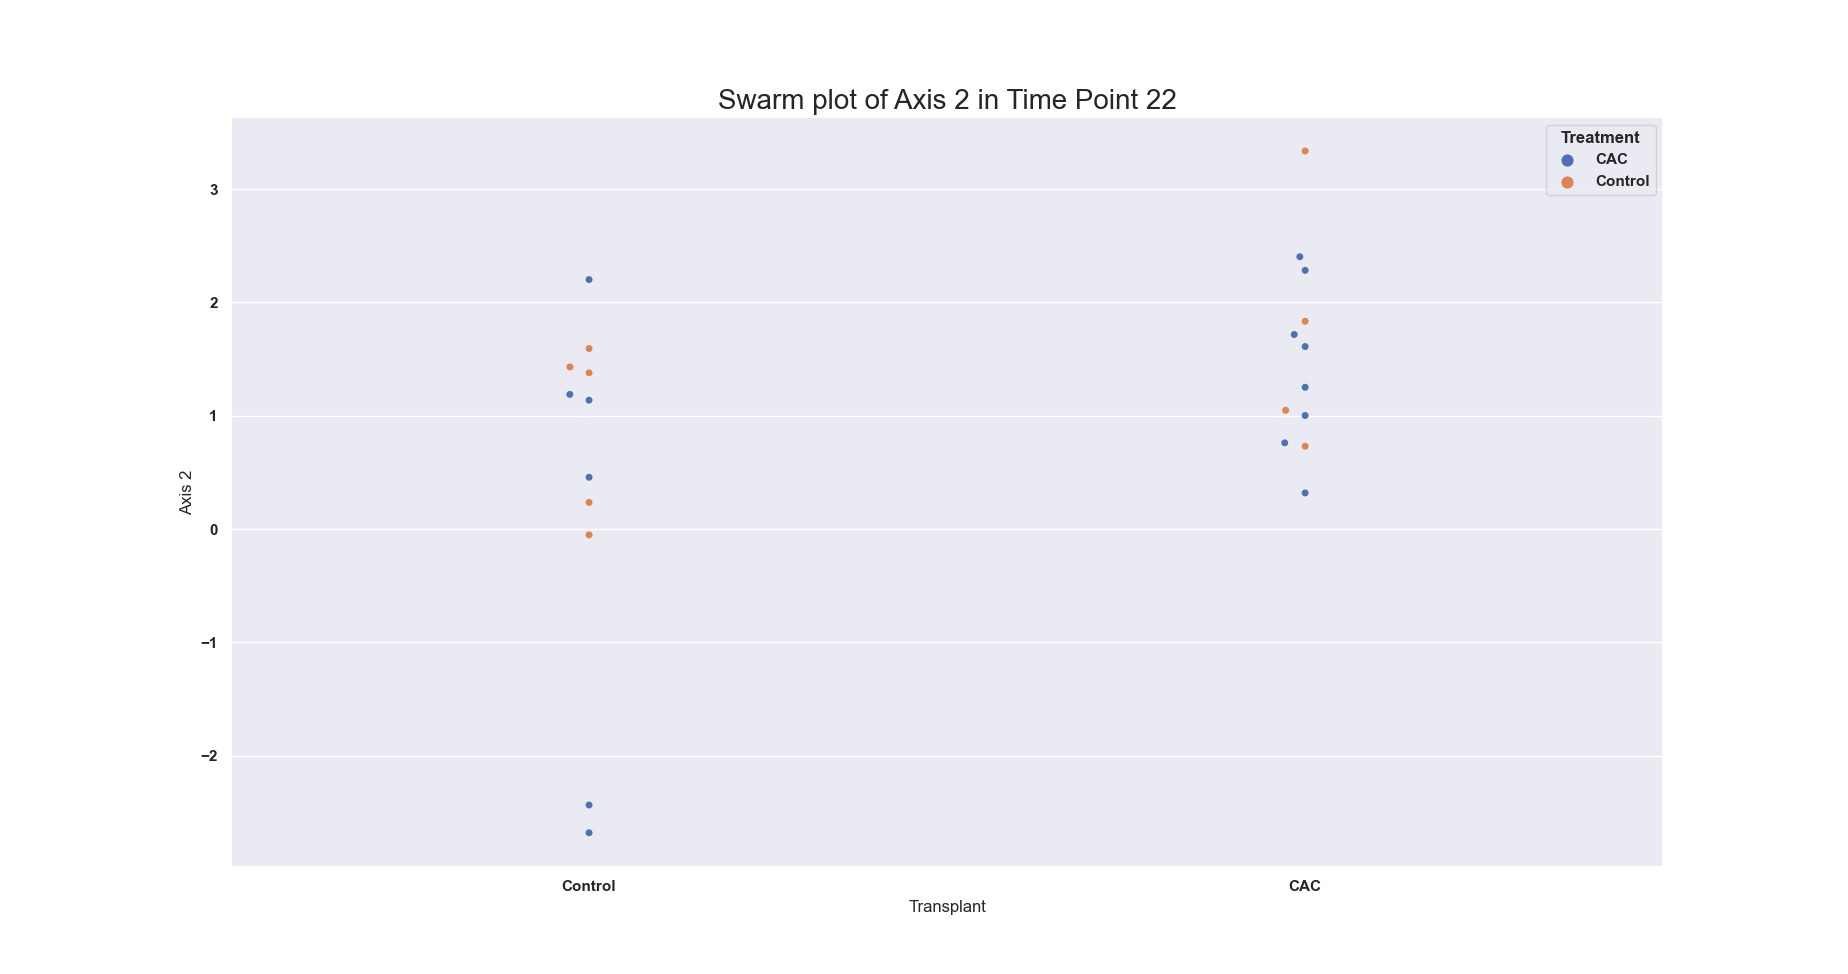 Swarm plot of Axis 2 in Time Point 22
Treatment
CAC
Control
3
2
1
0
−1
−2
Axis 2
Control
CAC
Transplant